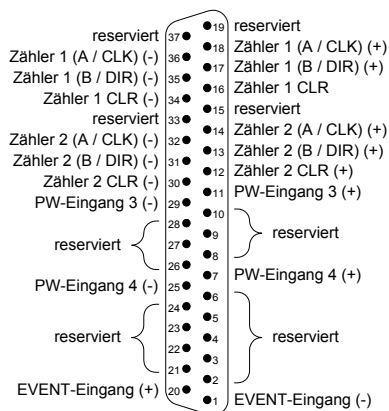 reserviert 37 19 reserviert
Zähler 1 (A / CLK) (-) 36 18 Zähler 1 (A / CLK) (+)
Zähler 1 (B / DIR) (-) 35 17 Zähler 1 (B / DIR) (+)
Zähler 1 CLR (-) 34 16 Zähler 1 CLR
reserviert 33 15 reserviert
Zähler 2 (A / CLK) (-) 32 14 Zähler 2 (A / CLK) (+)
Zähler 2 (B / DIR) (-) 31 13 Zähler 2 (B / DIR) (+)
Zähler 2 CLR (-) 30 12 Zähler 2 CLR (+)
PW-Eingang 3 (-) 29 11 PW-Eingang 3 (+)
28 10
reserviert 27 9 reserviert
26 8
PW-Eingang 4 (-) 25 7 PW-Eingang 4 (+)
24 6
23 5
reserviert 22 4 reserviert
21 3
2
EVENT-Eingang (+) 20 1 EVENT-Eingang (-)